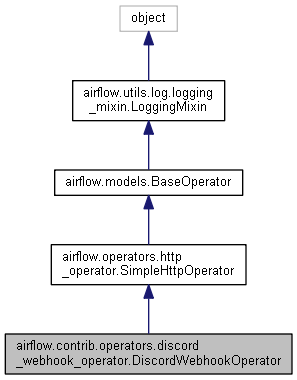 object
airflow.utils.log.logging
_mixin.LoggingMixin
airflow.models.BaseOperator
airflow.operators.http
_operator.SimpleHttpOperator
airflow.contrib.operators.discord
_webhook_operator.DiscordWebhookOperator